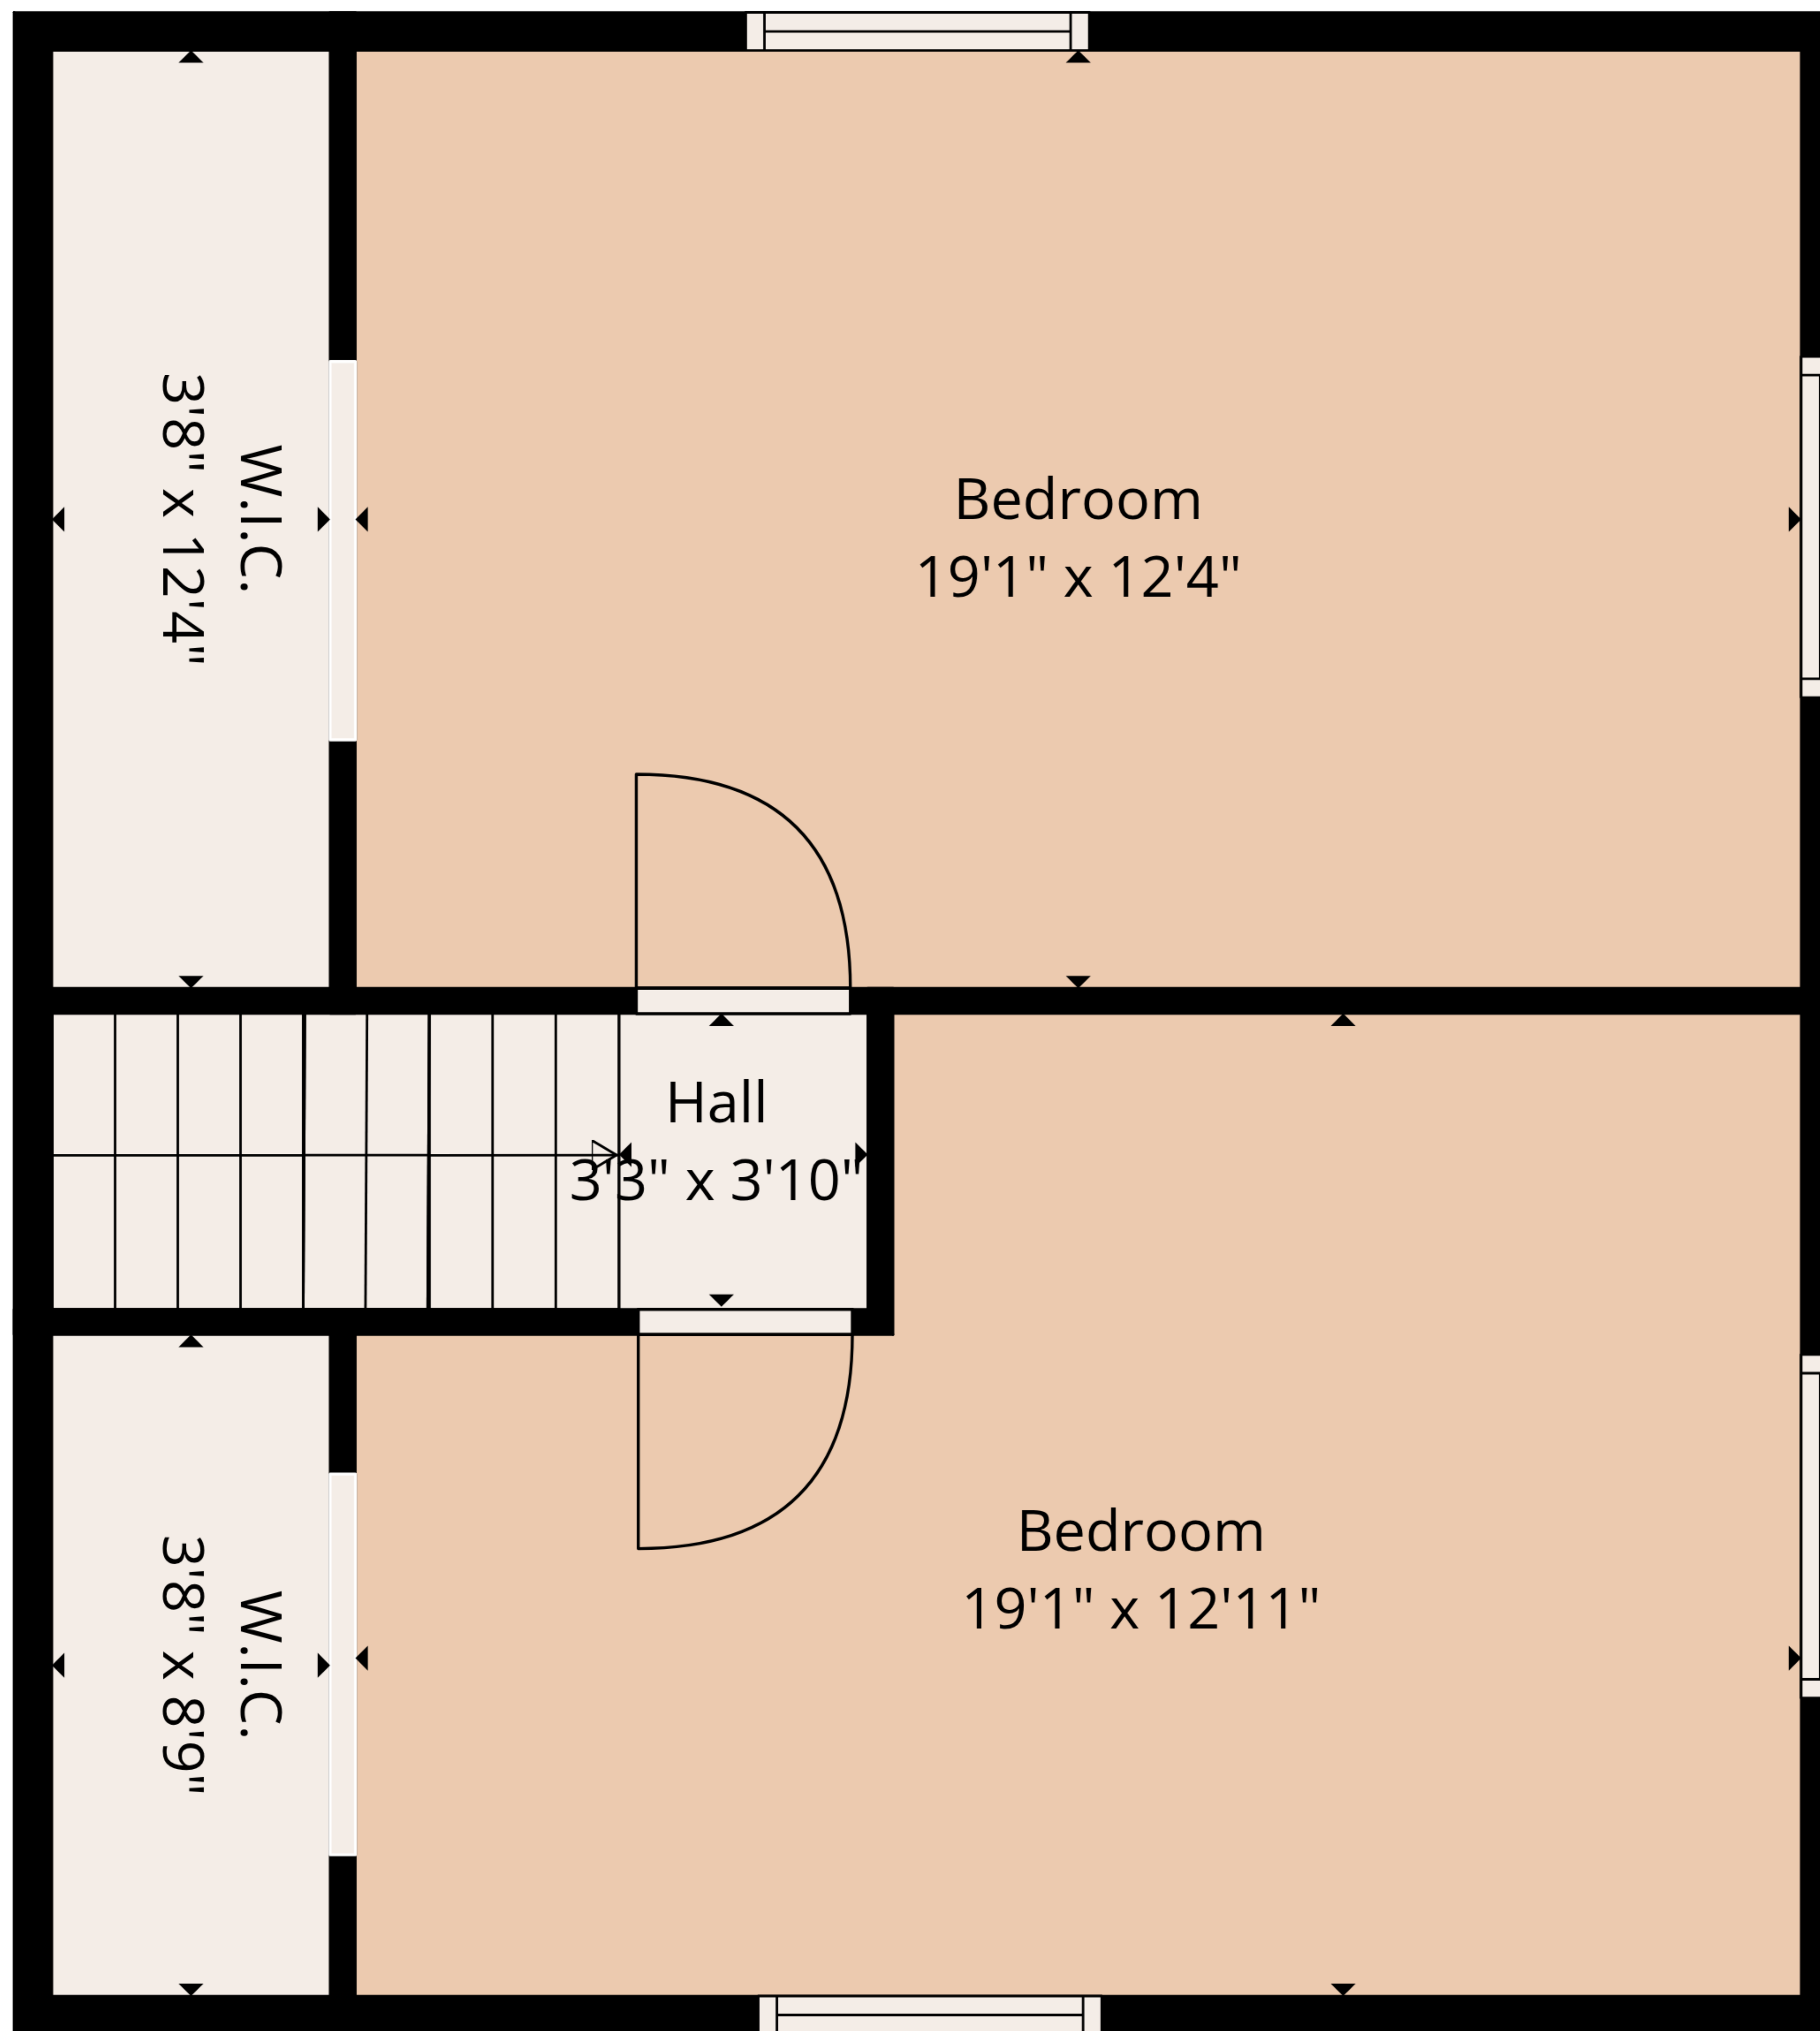 W.I.C.
3'8" x 12'4"
Bedroom
19'1" x 12'4"
Hall
3'3" x 3'10"
W.I.C.
3'8" x 8'9"
Bedroom
19'1" x 12'11"